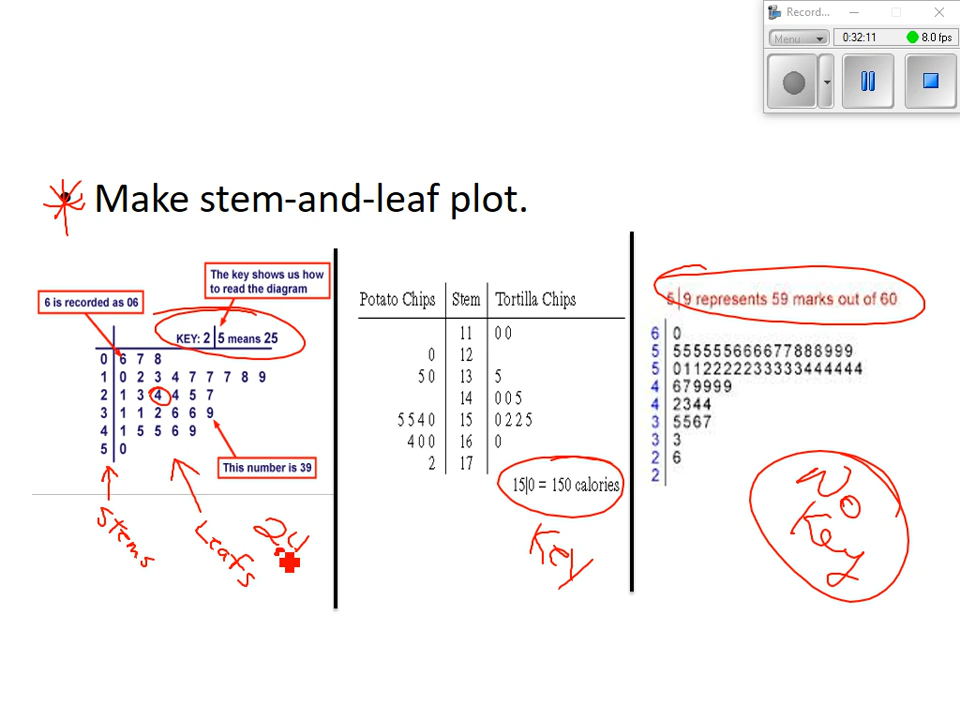 Record...
Menu
0:32:11
8.0 fps
• Make stem-and-leaf plot.
The key shows us how
to read the diagram
6 is recorded as 06
KEY: 2 | 5 means 25
0 | 6 7 8
1 | 0 2 3 4 7 7 7 8 9
2 | 1 3 4 4 5 7
3 | 1 1 2 6 6 9
4 | 1 5 5 6 9
5 | 0
This number is 39
Stems
Leafs
24
Potato Chips | Stem | Tortilla Chips
11 | 0 0
0 | 12
5 0 | 13 | 5
14 | 0 0 5
5 5 4 0 | 15 | 0 2 2 5
4 0 0 | 16 | 0
2 | 17
15|0 = 150 calories
Key
5|9 represents 59 marks out of 60
6 | 0
5 | 5555556666677888999
5 | 0112222233333444444
4 | 679999
4 | 2344
3 | 5567
3 | 3
2 | 6
2
No
Key